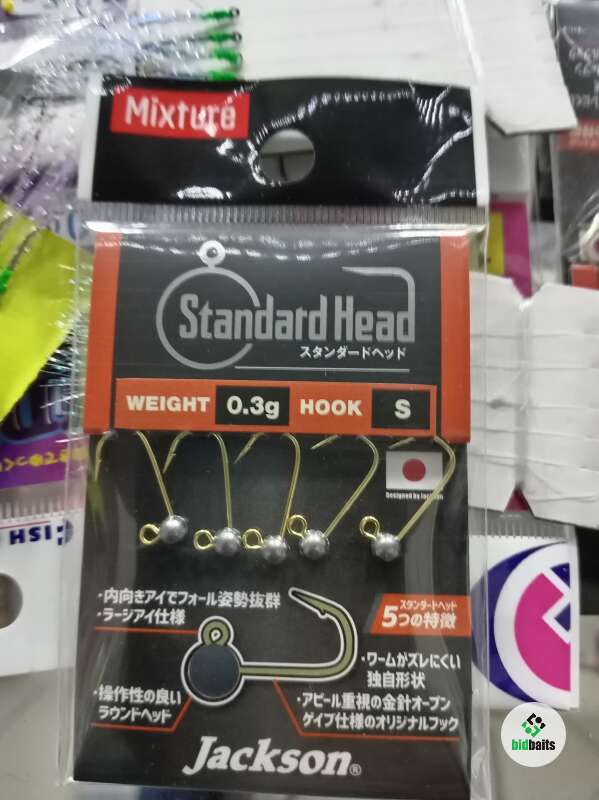 Mixture
Standard Head
スタンダードヘッド
WEIGHT 0.3g HOOK S
Designed by Jackson
・内向きアイでフォール姿勢抜群
・ラージアイ仕様
スタンダードヘッド
5つの特徴
・ワームがズレにくい
独自形状
・操作性の良い
ラウンドヘッド
・アピール重視の金針オープン
ゲイプ仕様のオリジナルフック
Jackson®
bidbaits